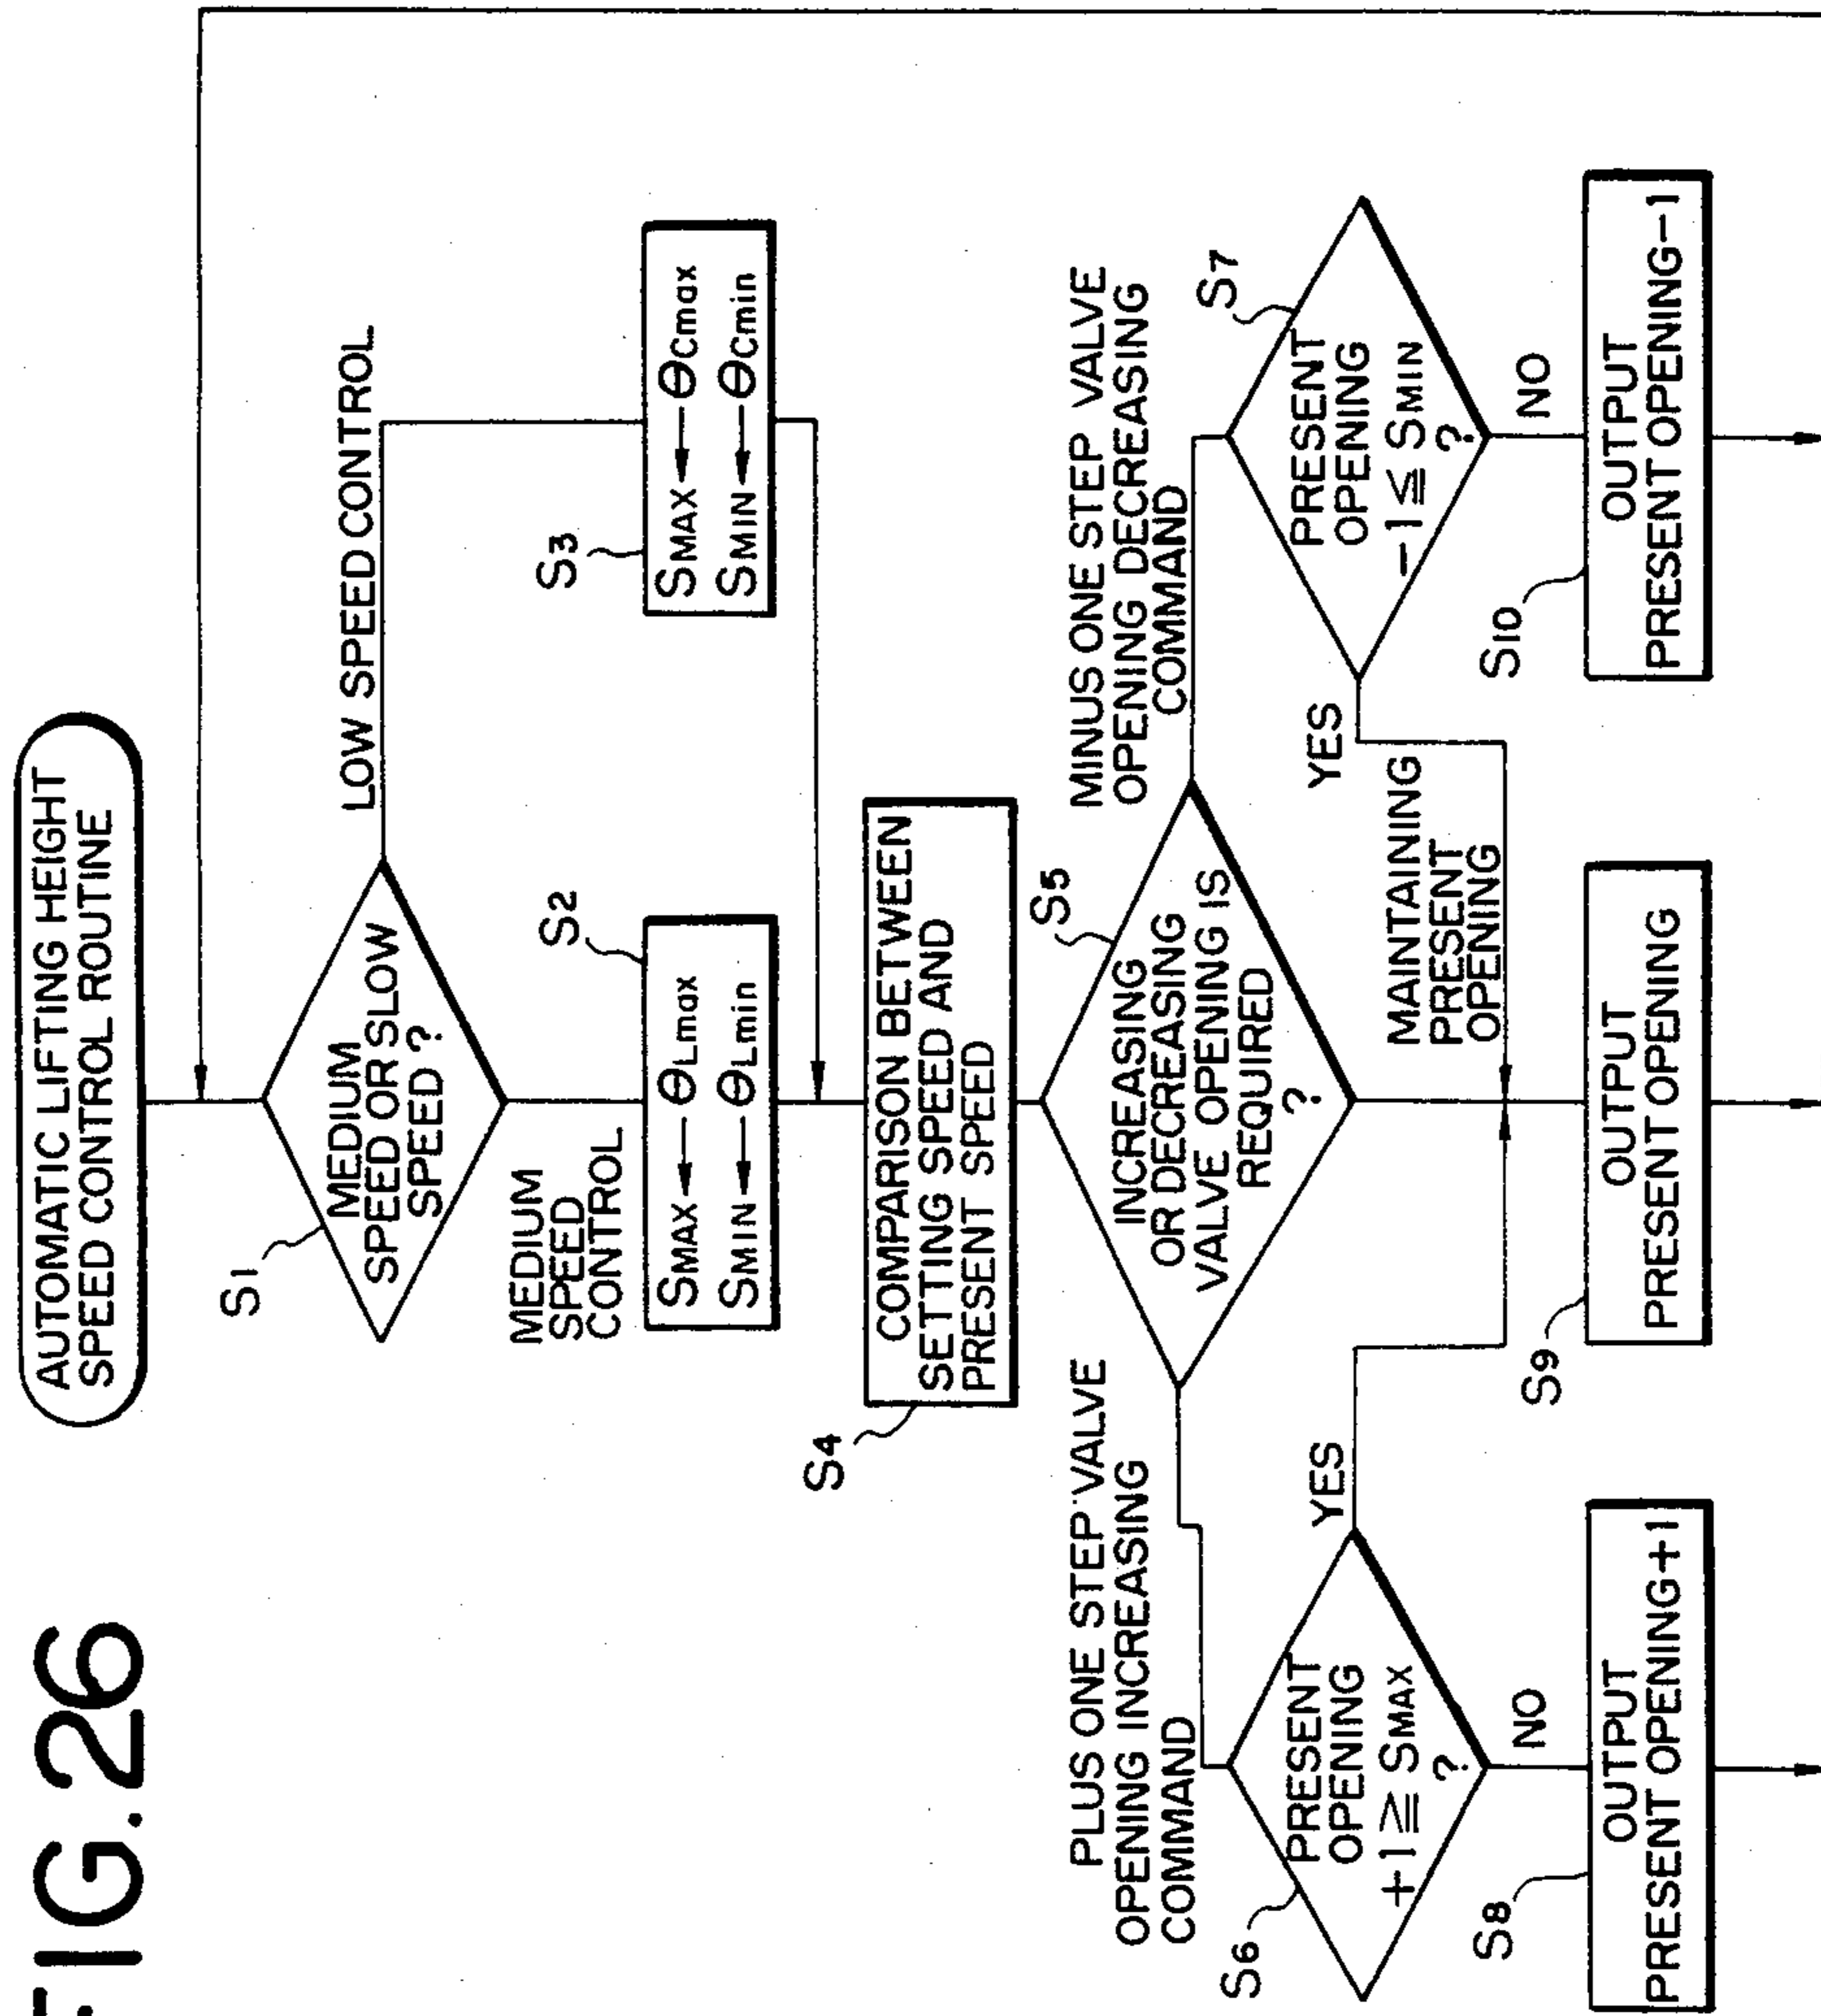 FIG.26
AUTOMATIC LIFTING HEIGHT
SPEED CONTROL ROUTINE
S1
MEDIUM
SPEED OR SLOW
SPEED ?
LOW SPEED CONTROL
MEDIUM
SPEED
CONTROL
S2
SMAX ← θLmax
SMIN ← θLmin
S3
SMAX ← θCmax
SMIN ← θCmin
S4
COMPARISON BETWEEN
SETTING SPEED AND
PRESENT SPEED
S5
INCREASING
OR DECREASING
VALVE OPENING IS
REQUIRED
?
PLUS ONE STEP VALVE
OPENING INCREASING
COMMAND
MINUS ONE STEP VALVE
OPENING DECREASING
COMMAND
S6
PRESENT
OPENING
+1 ≧ SMAX
?
YES
NO
MAINTAINING
PRESENT
OPENING
S7
PRESENT
OPENING
-1 ≦ SMIN
?
YES
NO
S8
OUTPUT
PRESENT OPENING+1
S9
OUTPUT
PRESENT OPENING
S10
OUTPUT
PRESENT OPENING-1